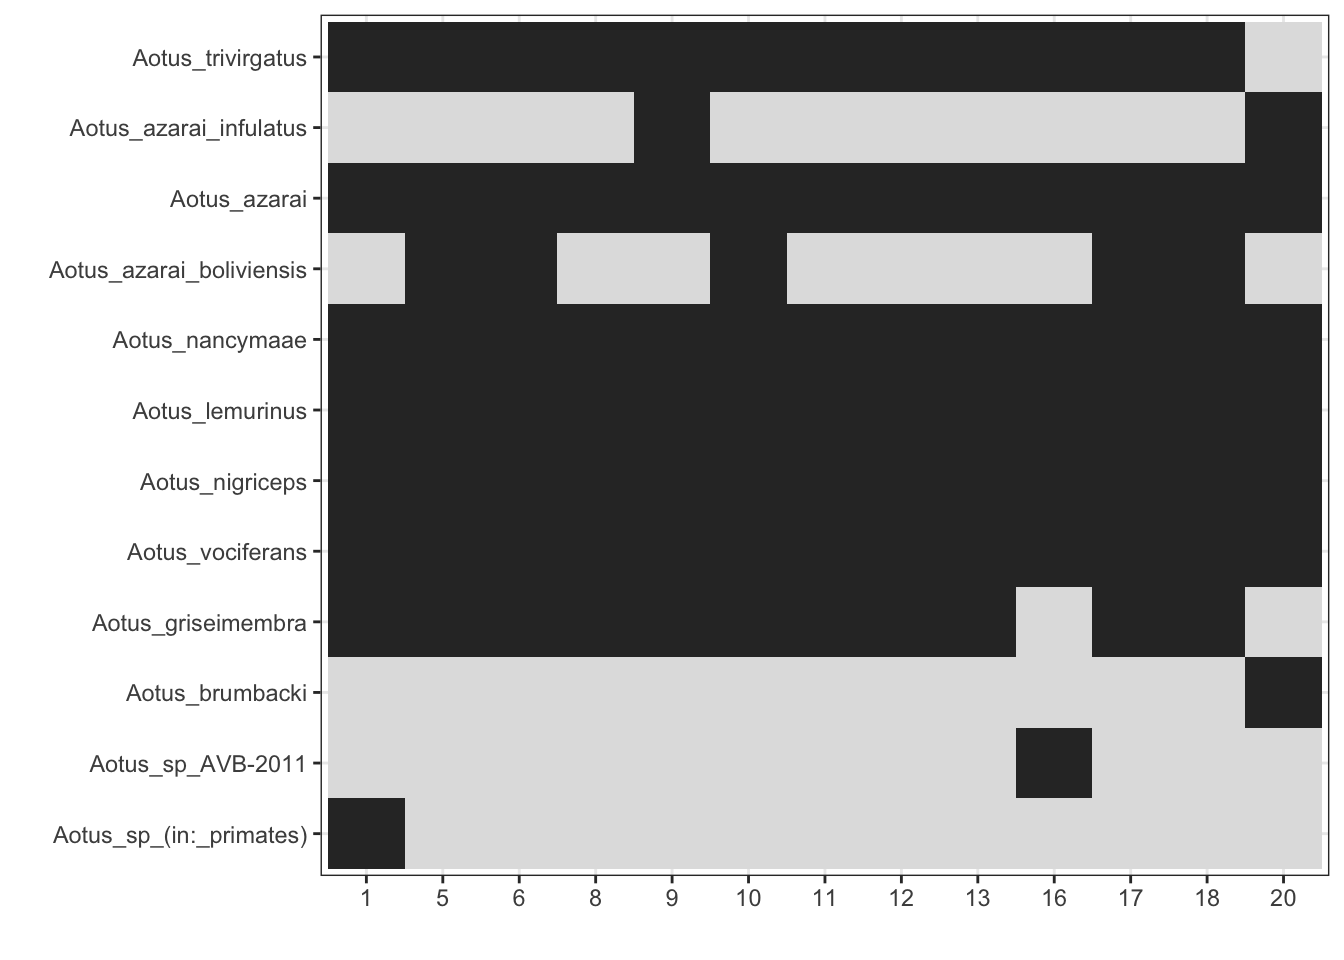 Aotus_trivirgatus
Aotus_azarai_infulatus
Aotus_azarai
Aotus_azarai_boliviensis
Aotus_nancymaae
Aotus_lemurinus
Aotus_nigriceps
Aotus_vociferans
Aotus_griseimembra
Aotus_brumbacki
Aotus_sp_AVB-2011
Aotus_sp_(in:_primates)
1 5 6 8 9 10 11 12 13 16 17 18 20